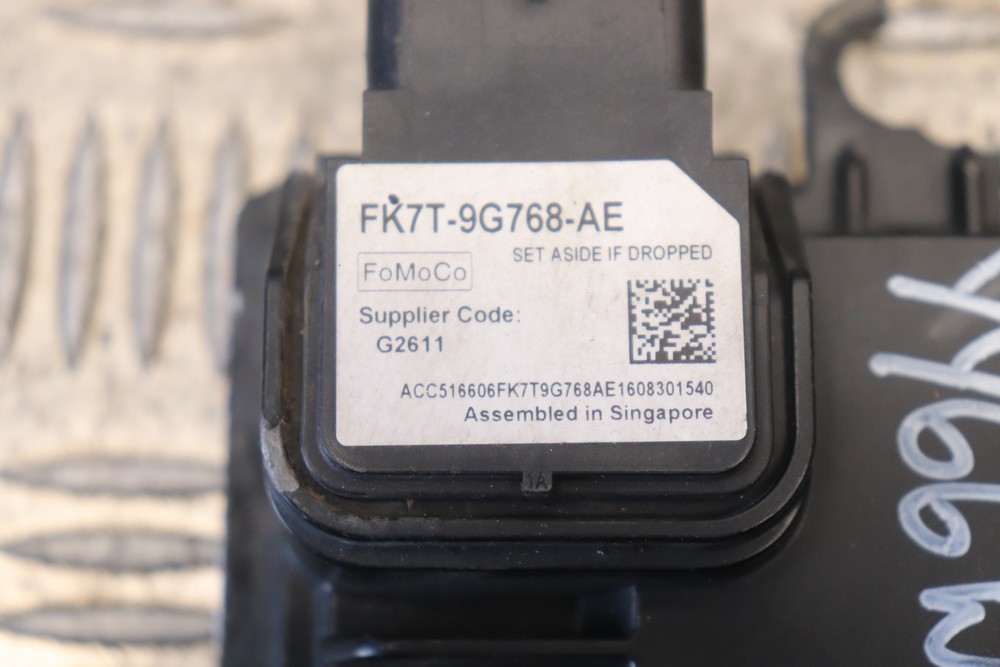 FK7T-9G768-AE
SET ASIDE IF DROPPED
FoMoCo
Supplier Code:
G2611
ACC516606FK7T9G768AE1608301540
Assembled in Singapore
1A